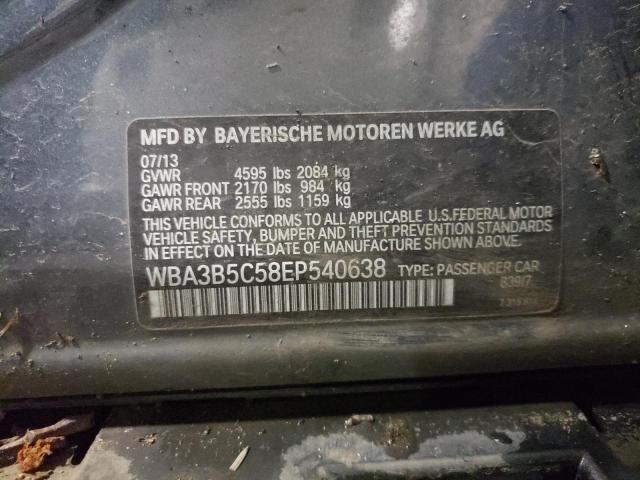 MFD BY BAYERISCHE MOTOREN WERKE AG
07/13
GVWR 4595 lbs 2084 kg
GAWR FRONT 2170 lbs 984 kg
GAWR REAR 2555 lbs 1159 kg
THIS VEHICLE CONFORMS TO ALL APPLICABLE U.S.FEDERAL MOTOR
VEHICLE SAFETY, BUMPER AND THEFT PREVENTION STANDARDS
IN EFFECT ON THE DATE OF MANUFACTURE SHOWN ABOVE.
WBA3B5C58EP540638 TYPE: PASSENGER CAR